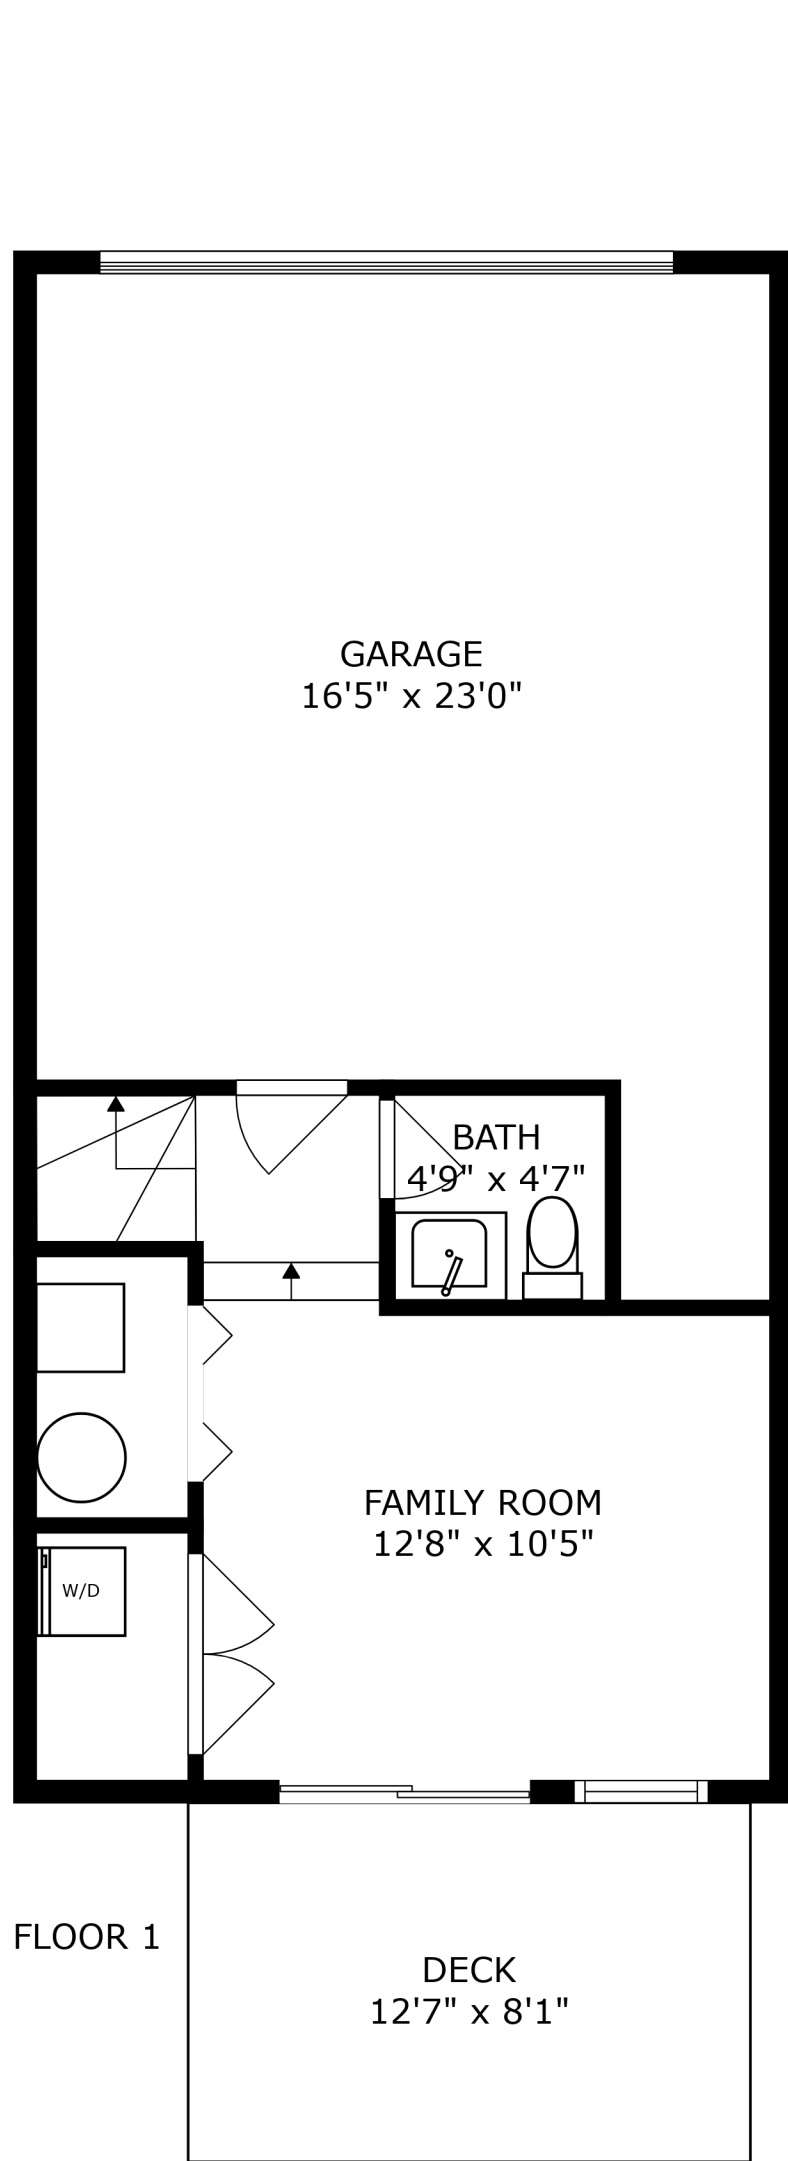 GARAGE
16'5" x 23'0"
BATH
4'9" x 4'7"
FAMILY ROOM
12'8" x 10'5"
W/D
FLOOR 1
DECK
12'7" x 8'1"